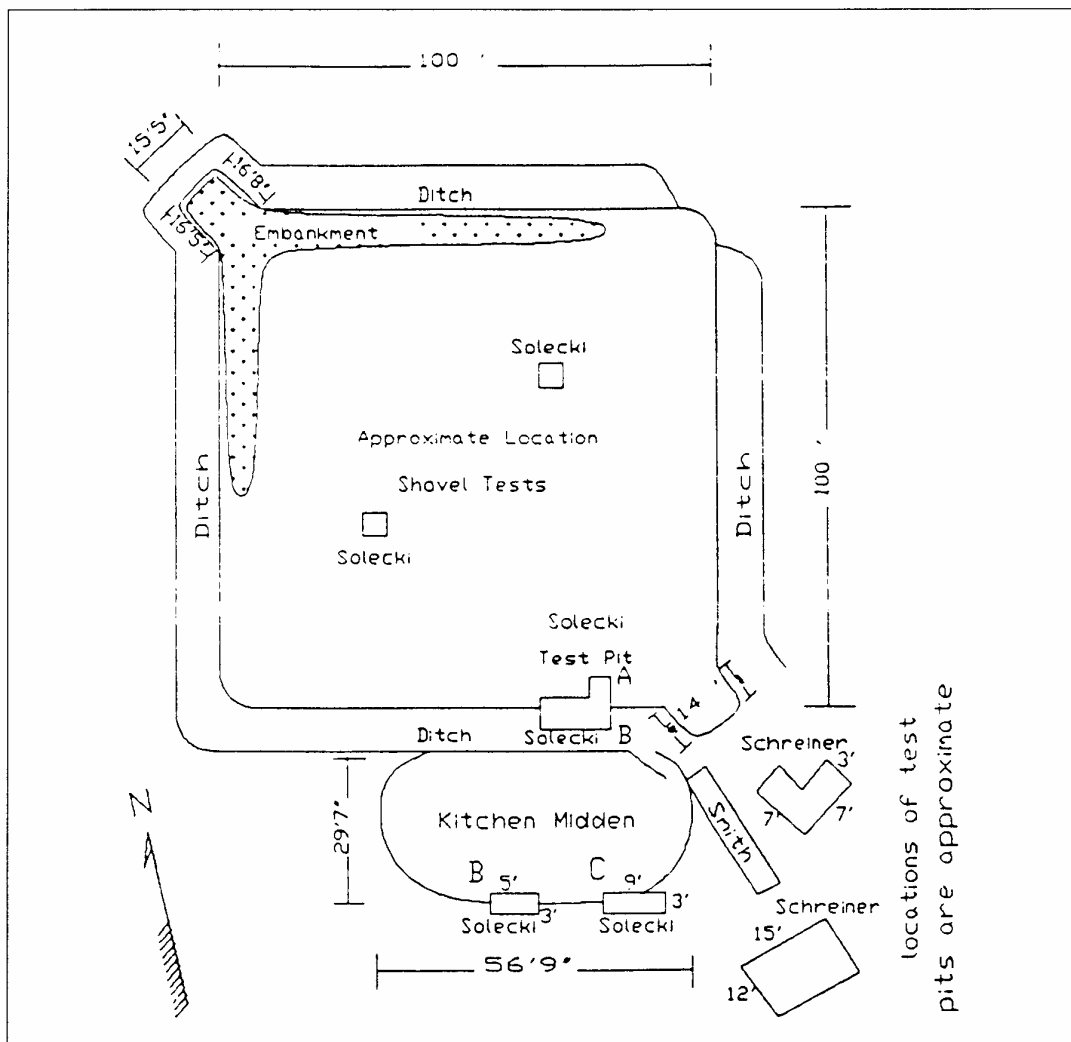 100 '
15'5"
16'8"
Ditch
16'5"
Embankment
Solecki
Approximate Location
Shovel Tests
Solecki
Ditch
Ditch
100 '
Solecki
Test Pit
A
14 '
Ditch
Solecki B
Schreiner
3'
7'
7'
Smith
Kitchen Midden
29'7"
B
5'
3'
Solecki
C
9'
3'
Solecki
56'9"
Schreiner
15'
12'
N
locations of test
pits are approximate